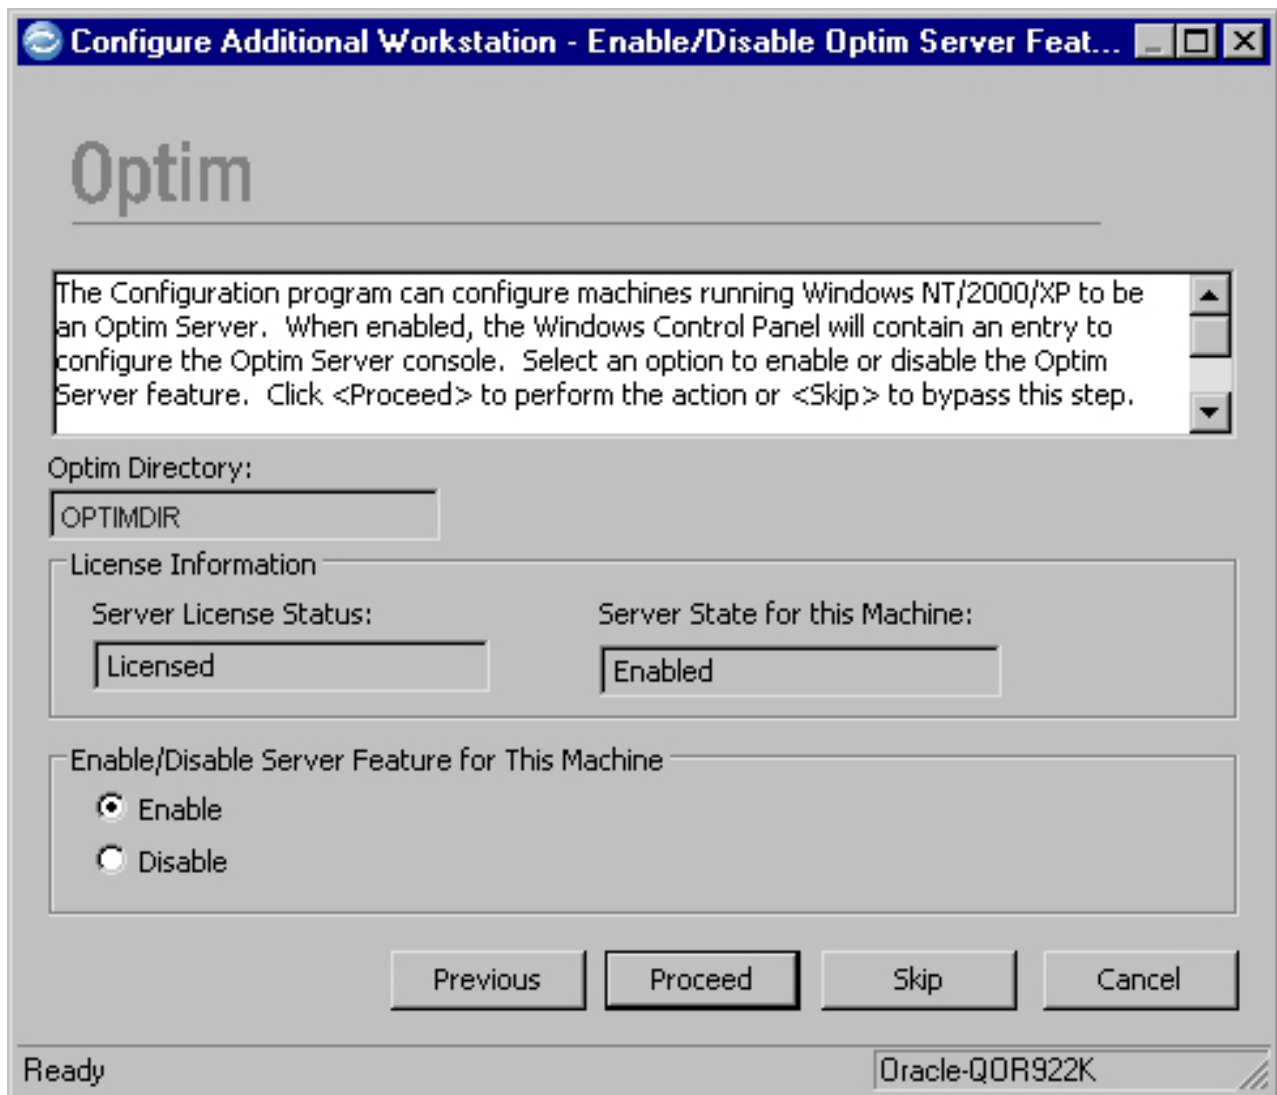 Configure Additional Workstation - Enable/Disable Optim Server Feat...
Optim
The Configuration program can configure machines running Windows NT/2000/XP to be
an Optim Server.  When enabled, the Windows Control Panel will contain an entry to
configure the Optim Server console.  Select an option to enable or disable the Optim
Server feature.  Click <Proceed> to perform the action or <Skip> to bypass this step.
Optim Directory:
OPTIMDIR
License Information
Server License Status:
Server State for this Machine:
Licensed
Enabled
Enable/Disable Server Feature for This Machine
Enable
Disable
Previous
Proceed
Skip
Cancel
Ready
Oracle-QOR922K